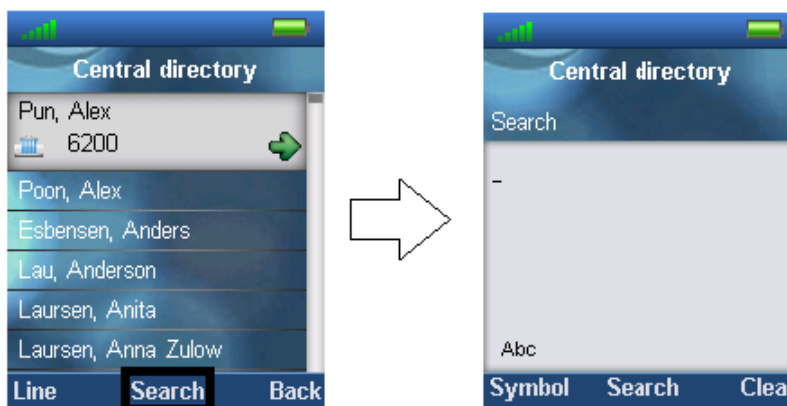 Central directory
Pun, Alex
6200
Poon, Alex
Esbensen, Anders
Lau, Anderson
Laursen, Anita
Laursen, Anna Zulow
Line Search Back
Central directory
Search
_
Abc
Symbol Search Clea